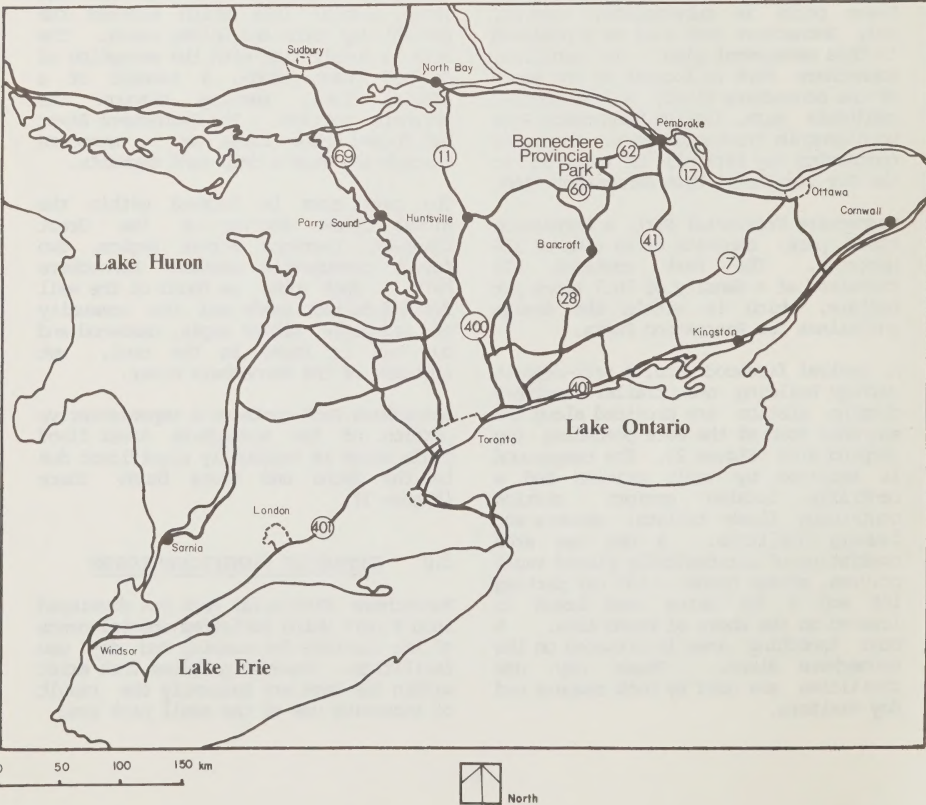 Sudbury
North Bay
Pembroke
Bonnechere
Provincial
Park
62
69
11
60
17
Ottawa
Cornwall
Parry Sound
Huntsville
Bancroft
41
7
Lake Huron
28
400
Kingston
401
Lake Ontario
Toronto
London
401
Sarnia
Windsor
Lake Erie
0 50 100 150 km
North